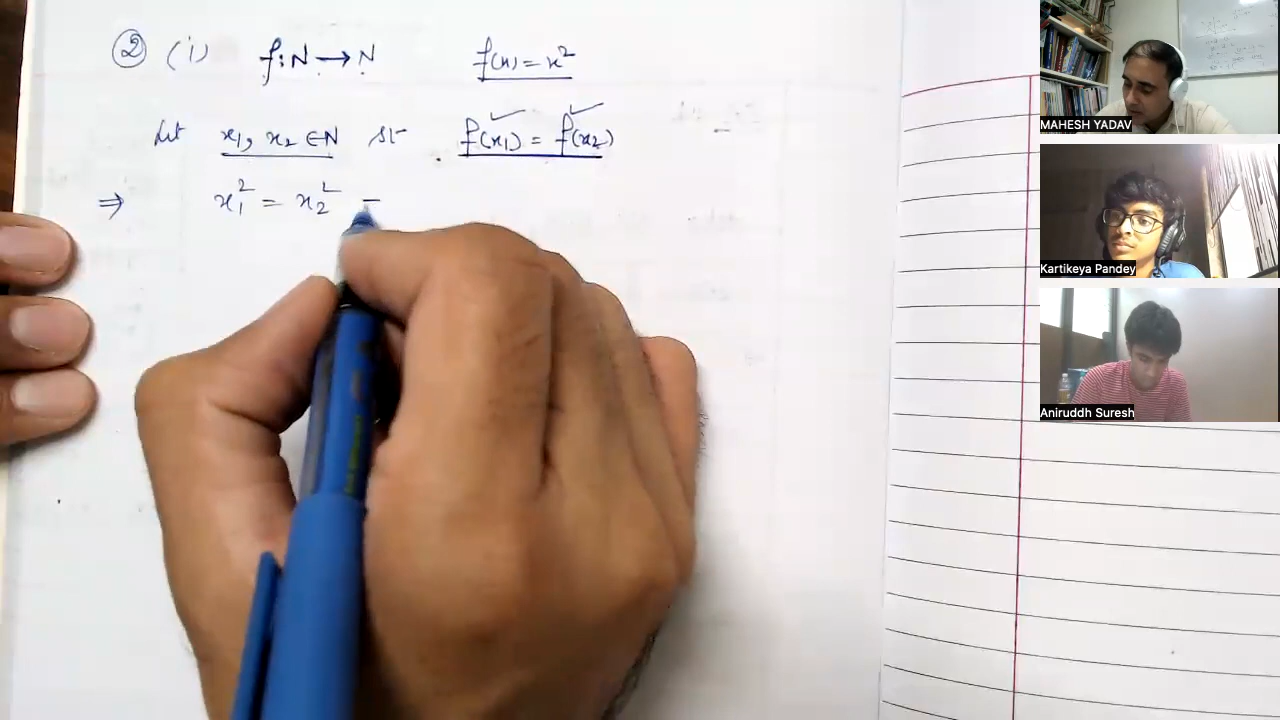 ② (i) f: N → N f(x) = x²
Let x₁, x₂ ∈ N st f(x₁) = f(x₂)
⇒ x₁² = x₂²
MAHESH YADAV
Kartikeya Pandey
Aniruddh Suresh